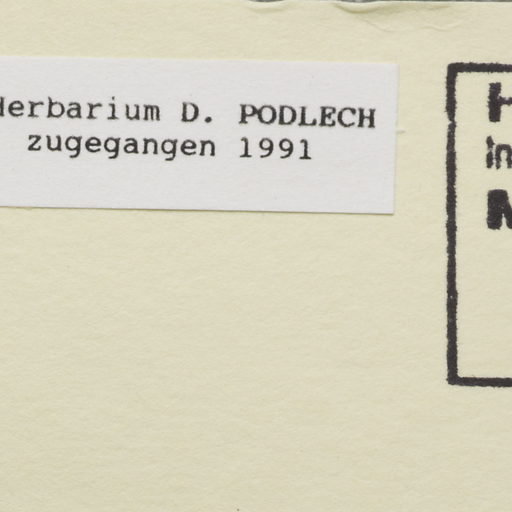 Herbarium D. PODLECH
zugegangen 1991